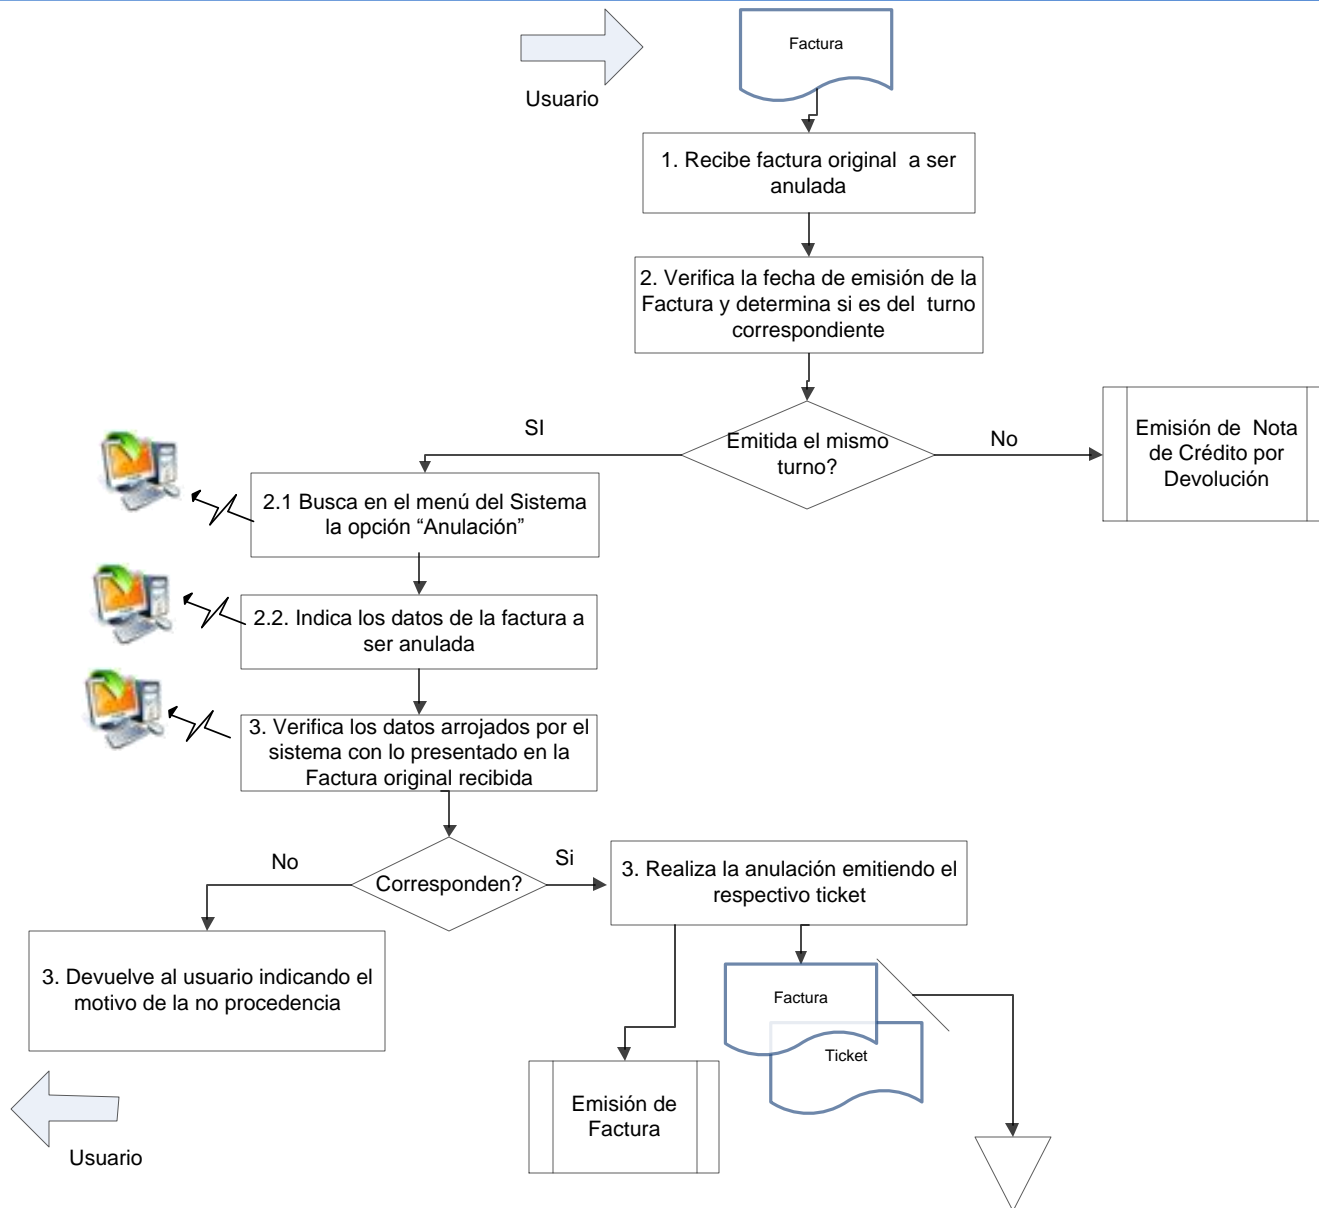 Factura
Usuario
1. Recibe factura original a ser
anulada
2. Verifica la fecha de emisión de la
Factura y determina si es del turno
correspondiente
Emitida el mismo
turno?
SI
No
Emisión de Nota
de Crédito por
Devolución
2.1 Busca en el menú del Sistema
la opción “Anulación”
2.2. Indica los datos de la factura a
ser anulada
3. Verifica los datos arrojados por el
sistema con lo presentado en la
Factura original recibida
Corresponden?
No
Si
3. Realiza la anulación emitiendo el
respectivo ticket
3. Devuelve al usuario indicando el
motivo de la no procedencia
Factura
Ticket
Emisión de
Factura
Usuario